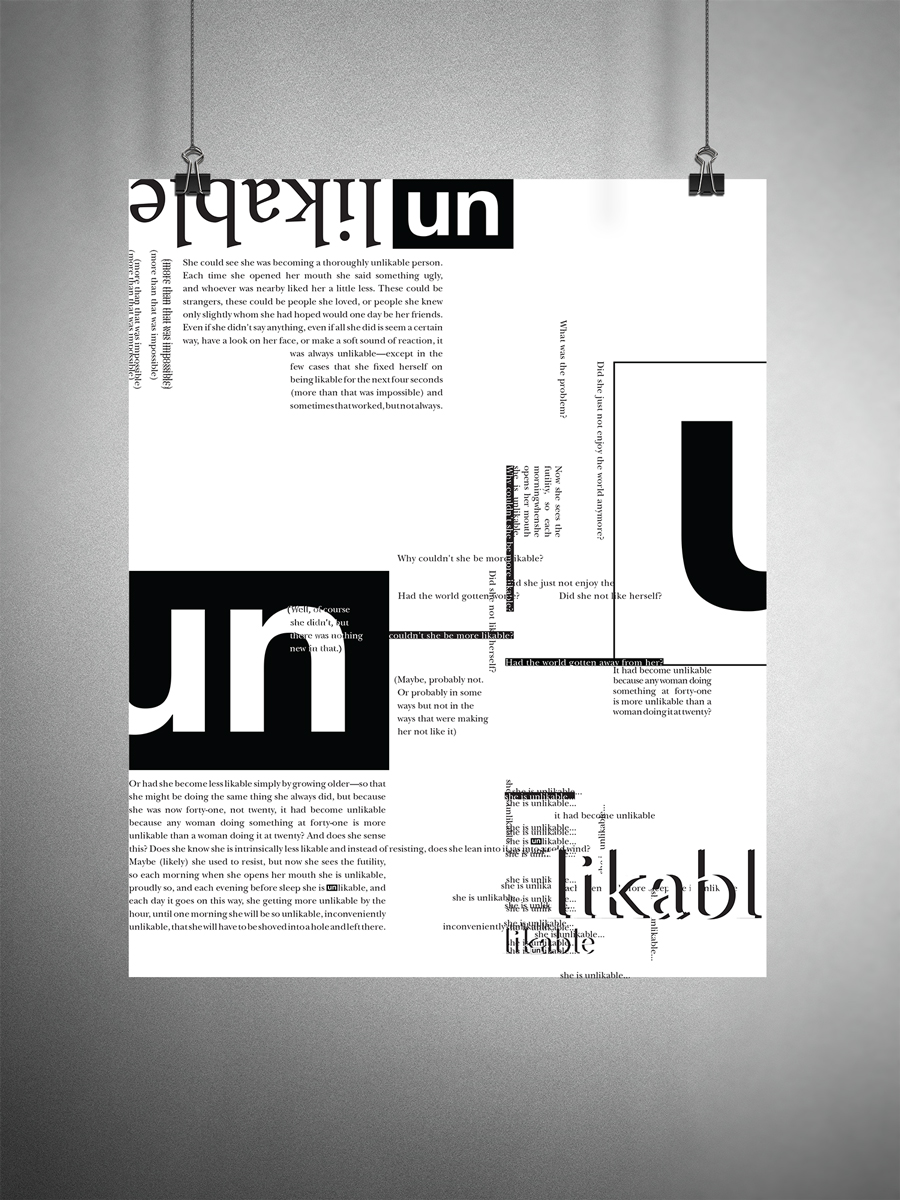 likable un
She could see she was becoming a thoroughly unlikable person.
Each time she opened her mouth she said something ugly,
and whoever was nearby liked her a little less. These could be
strangers, these could be people she loved, or people she knew
only slightly whom she had hoped would one day be her friends.
Even if she didn't say anything, even if all she did is seem a certain
way, have a look on her face, or make a soft sound of reaction, it
was always unlikable—except in the
few cases that she fixed herself on
being likable for the next four seconds
(more than that was impossible) and
sometimes that worked, but not always.
(more than that was impossible)
(more than that was impossible)
(more than that was impossible)
(more than that was impossible)
What was the problem?
Did she just not enjoy the world anymore?
u
Now she sees the
futility, so each
morning when she
opens her mouth
she is unlikable,
Why couldn't she be more likable?
Why couldn't she be more likable?
Did she just not enjoy the
Had the world gotten worse?
Did she not like herself?
Did she not like herself?
un
(Well, of course
she didn't, but
there was nothing
new in that.)
couldn't she be more likable?
Had the world gotten away from her?
It had become unlikable
because any woman doing
something at forty-one
is more unlikable than a
woman doing it at twenty?
(Maybe, probably not.
Or probably in some
ways but not in the
ways that were making
her not like it)
Or had she become less likable simply by growing older—so that
she might be doing the same thing she always did, but because
she was now forty-one, not twenty, it had become unlikable
because any woman doing something at forty-one is more
unlikable than a woman doing it at twenty? And does she sense
this? Does she know she is intrinsically less likable and instead of resisting, does she lean into it, as into a cold wind?
Maybe (likely) she used to resist, but now she sees the futility,
so each morning when she opens her mouth she is unlikable,
proudly so, and each evening before sleep she is unlikable, and
each day it goes on this way, she getting more unlikable by the
hour, until one morning she will be so unlikable, inconveniently
unlikable, that she will have to be shoved into a hole and left there.
she is unlikable...
she is unlikable...
she is unlikable...
it had become unlikable
she is unlikable...
she is unlikable...
she is unlikable...
likabl
she is unlikable
inconveniently
she is unlikable...
likable
she is unlikable...
she is unlikable...